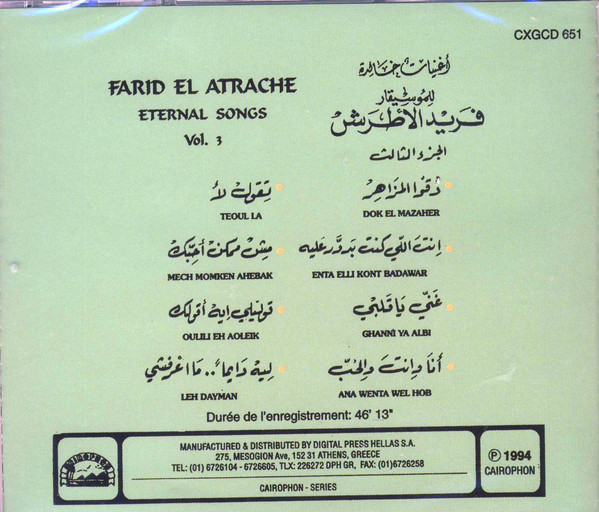 CXGCD 651
FARID EL ATRACHE
ETERNAL SONGS
Vol. 3
أغنيات خالدة
للموسيقار
فريد الأطرش
الجزء الثالث
دقوا المزاهر
DOK EL MAZAHER
تقول لأ
TEOUL LA
إنت اللي كنت بدور عليه
ENTA ELLI KONT BADAWAR
مش ممكن أحبك
MECH MOMKEN AHEBAK
غني يا قلبي
GHANNI YA ALBI
قولیلي إيه أقولك
OULILI EH AOLEIK
أنا وانت والحب
ANA WENTA WEL HOB
ليه دايماً.. ما اعرفشي
LEH DAYMAN
Durée de l'enregistrement: 46' 13"
MANUFACTURED & DISTRIBUTED BY DIGITAL PRESS HELLAS S.A.
275, MESOGION Ave, 152 31 ATHENS, GREECE
TEL: (01) 6726104 - 6726605, TLX: 226272 DPH GR, FAX: (01)6726258
CAIROPHON - SERIES
℗ 1994
CAIROPHON